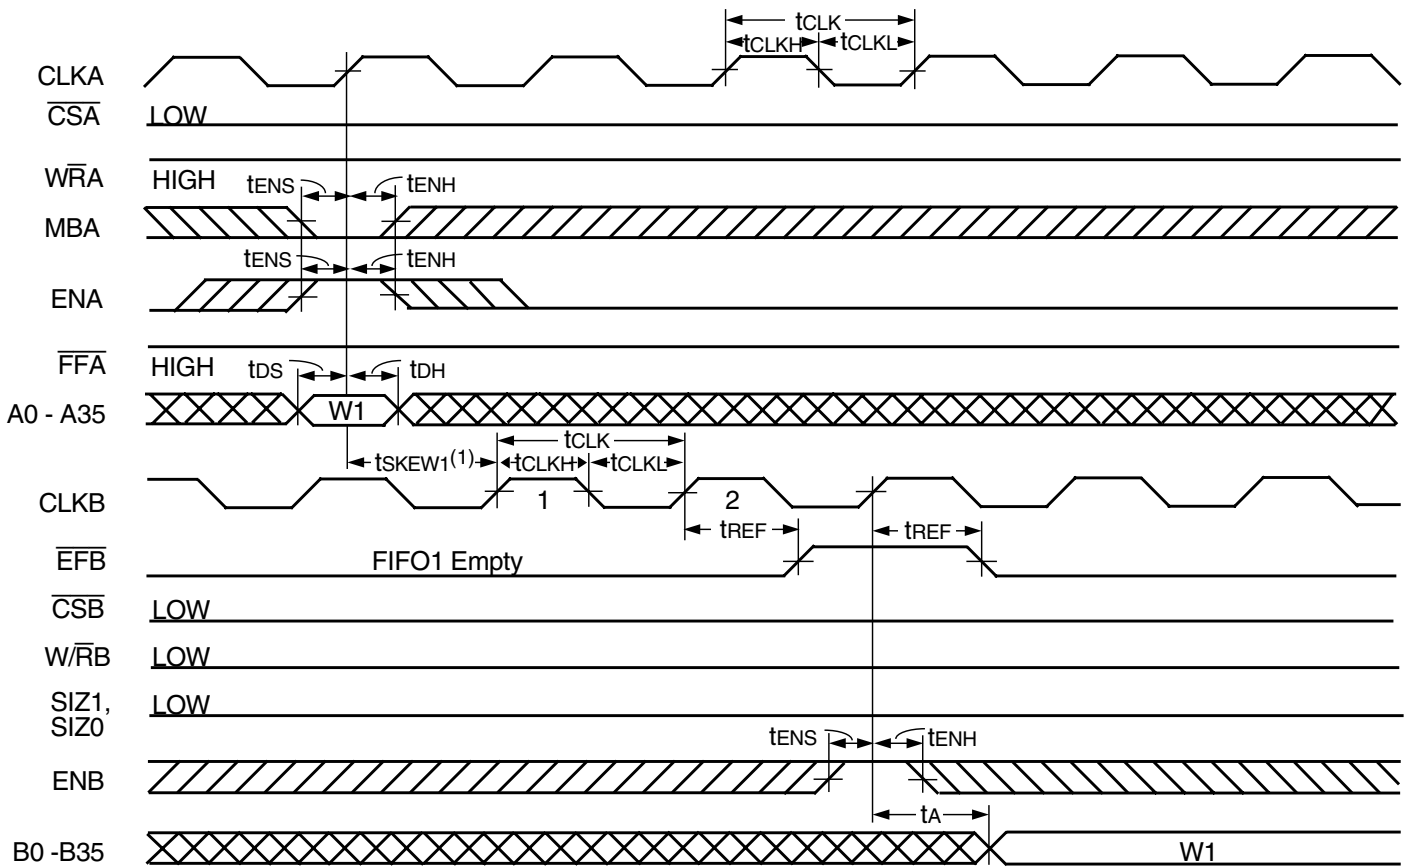 tCLK
tCLKH tCLKL
CLKA
CSA LOW
WRA HIGH
tENS tENH
MBA
tENS tENH
ENA
FFA HIGH
tDS tDH
A0 - A35 W1
tCLK
tSKEW1(1) tCLKH tCLKL
CLKB 1 2
tREF tREF
EFB FIFO1 Empty
CSB LOW
W/RB LOW
SIZ1, SIZ0 LOW
tENS tENH
ENB
tA
B0 -B35 W1